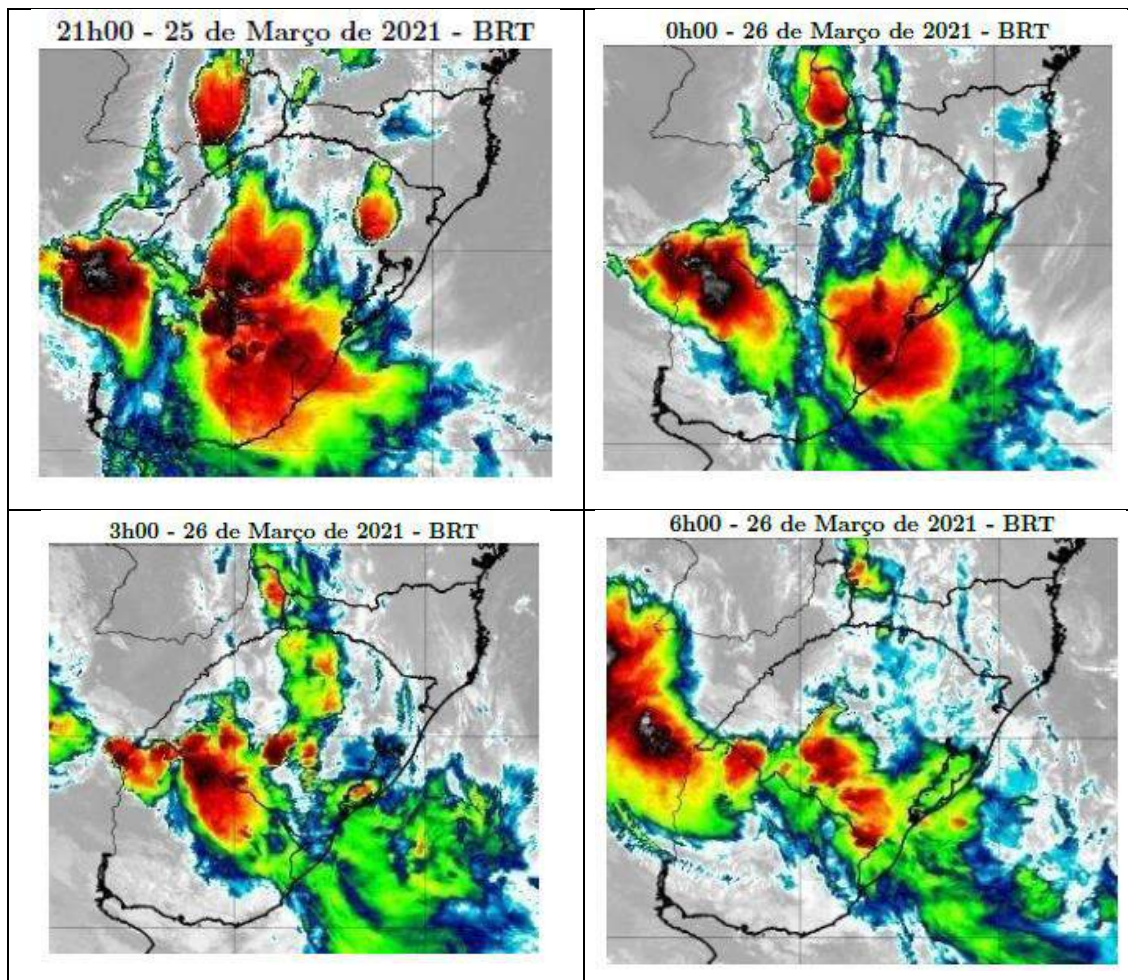 21h00 - 25 de Março de 2021 - BRT
0h00 - 26 de Março de 2021 - BRT
3h00 - 26 de Março de 2021 - BRT
6h00 - 26 de Março de 2021 - BRT